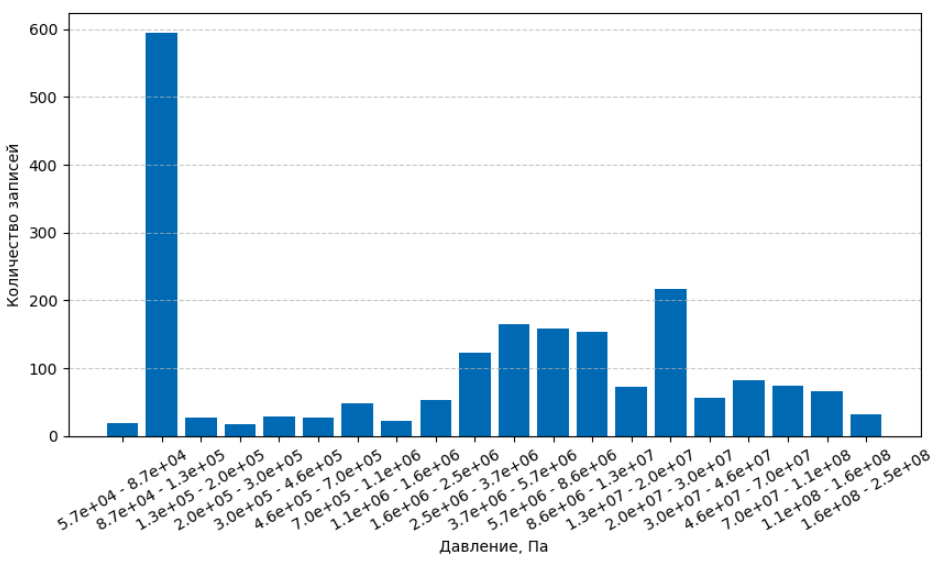 600
500
400
300
200
100
0
Количество записей
5.7e+04 - 8.7e+04
8.7e+04 - 1.3e+05
1.3e+05 - 2.0e+05
2.0e+05 - 3.0e+05
3.0e+05 - 4.6e+05
4.6e+05 - 7.0e+05
7.0e+05 - 1.1e+06
1.1e+06 - 1.6e+06
1.6e+06 - 2.5e+06
2.5e+06 - 3.7e+06
3.7e+06 - 5.7e+06
5.7e+06 - 8.6e+06
8.6e+06 - 1.3e+07
1.3e+07 - 2.0e+07
2.0e+07 - 3.0e+07
3.0e+07 - 4.6e+07
4.6e+07 - 7.0e+07
7.0e+07 - 1.1e+08
1.1e+08 - 1.6e+08
1.6e+08 - 2.5e+08
Давление, Па